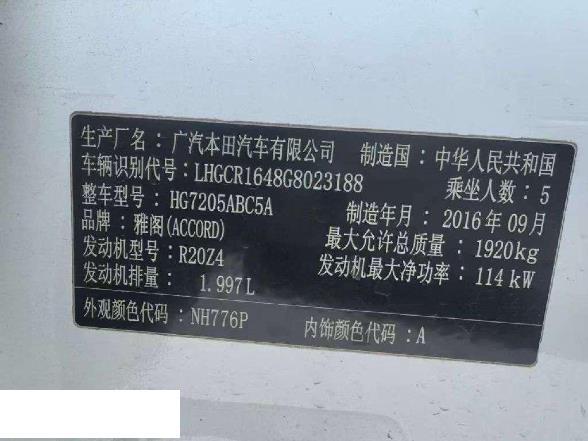 生产厂名：广汽本田汽车有限公司 制造国：中华人民共和国
车辆识别代号：LHGCR1648G8023188 乘坐人数：5
整车型号：HG7205ABC5A 制造年月：2016年09月
品牌：雅阁(ACCORD) 最大允许总质量：1920kg
发动机型号：R20Z4 发动机最大净功率：114kW
发动机排量：1.997L
外观颜色代码：NH776P 内饰颜色代码：A